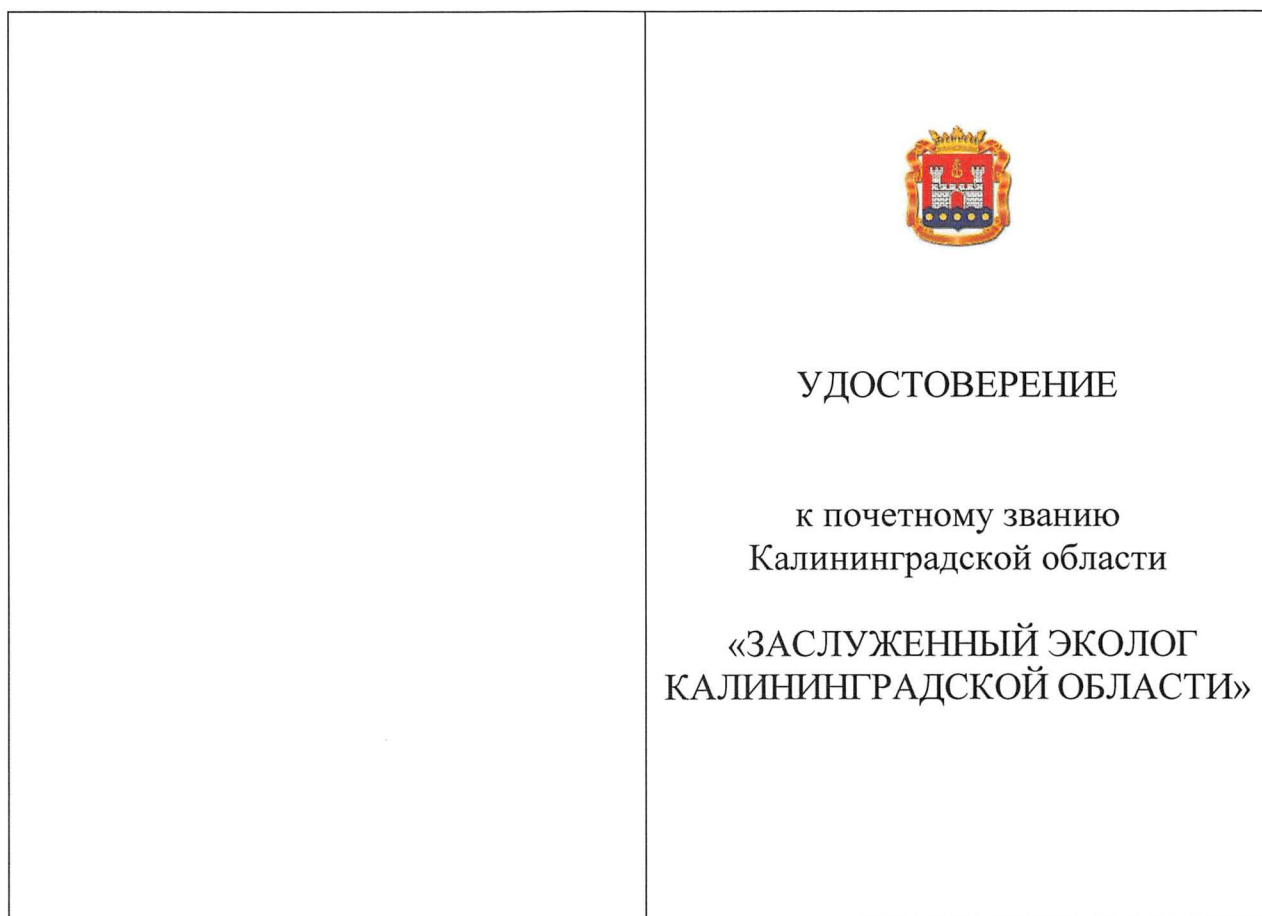 УДОСТОВЕРЕНИЕ
к почетному званию
Калининградской области
«ЗАСЛУЖЕННЫЙ ЭКОЛОГ
КАЛИНИНГРАДСКОЙ ОБЛАСТИ»